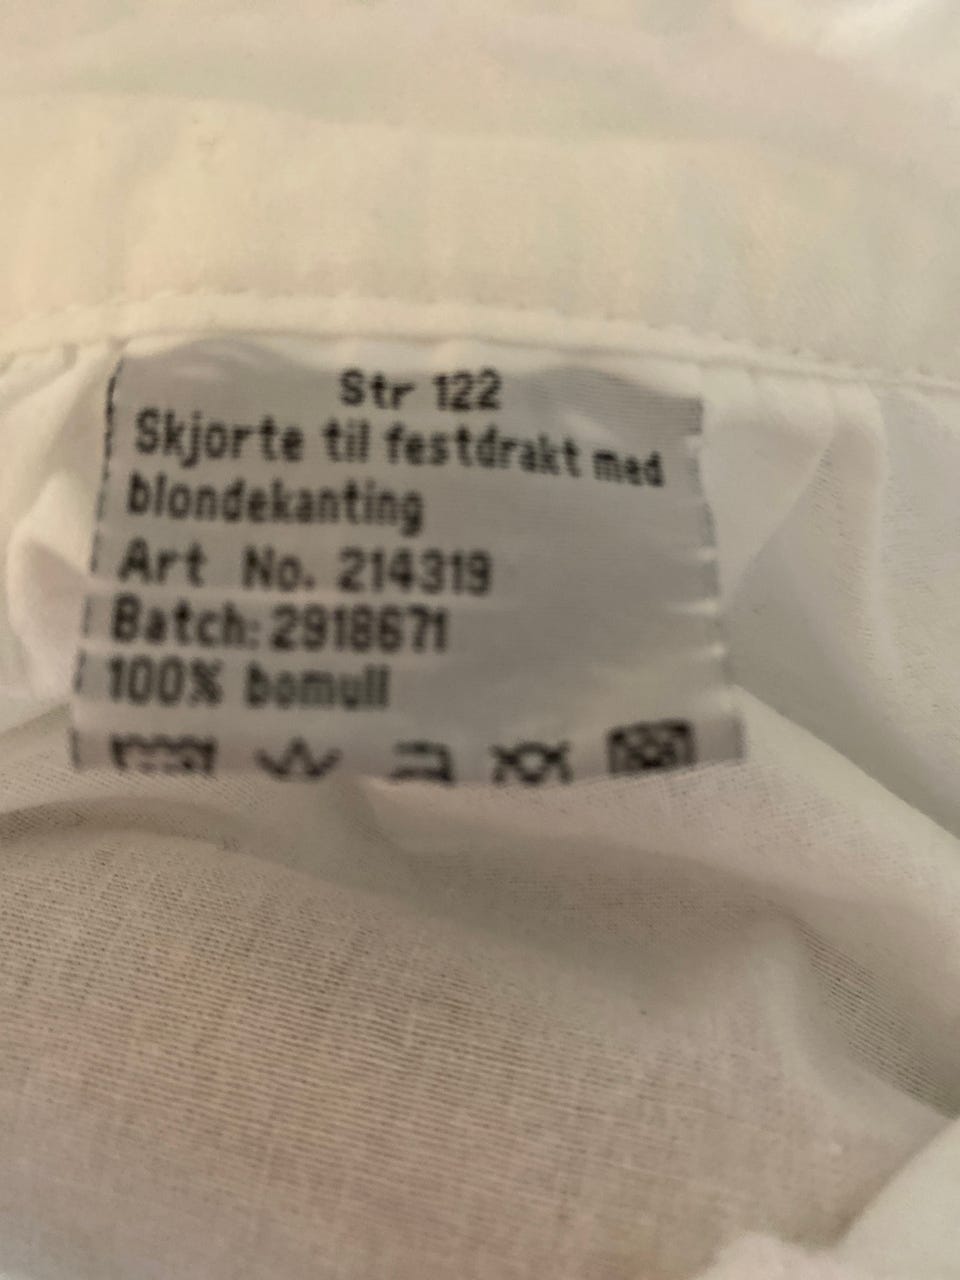 Str 122
Skjorte til festdrakt med
blondekanting
Art No. 214319
Batch: 2918671
100% bomull